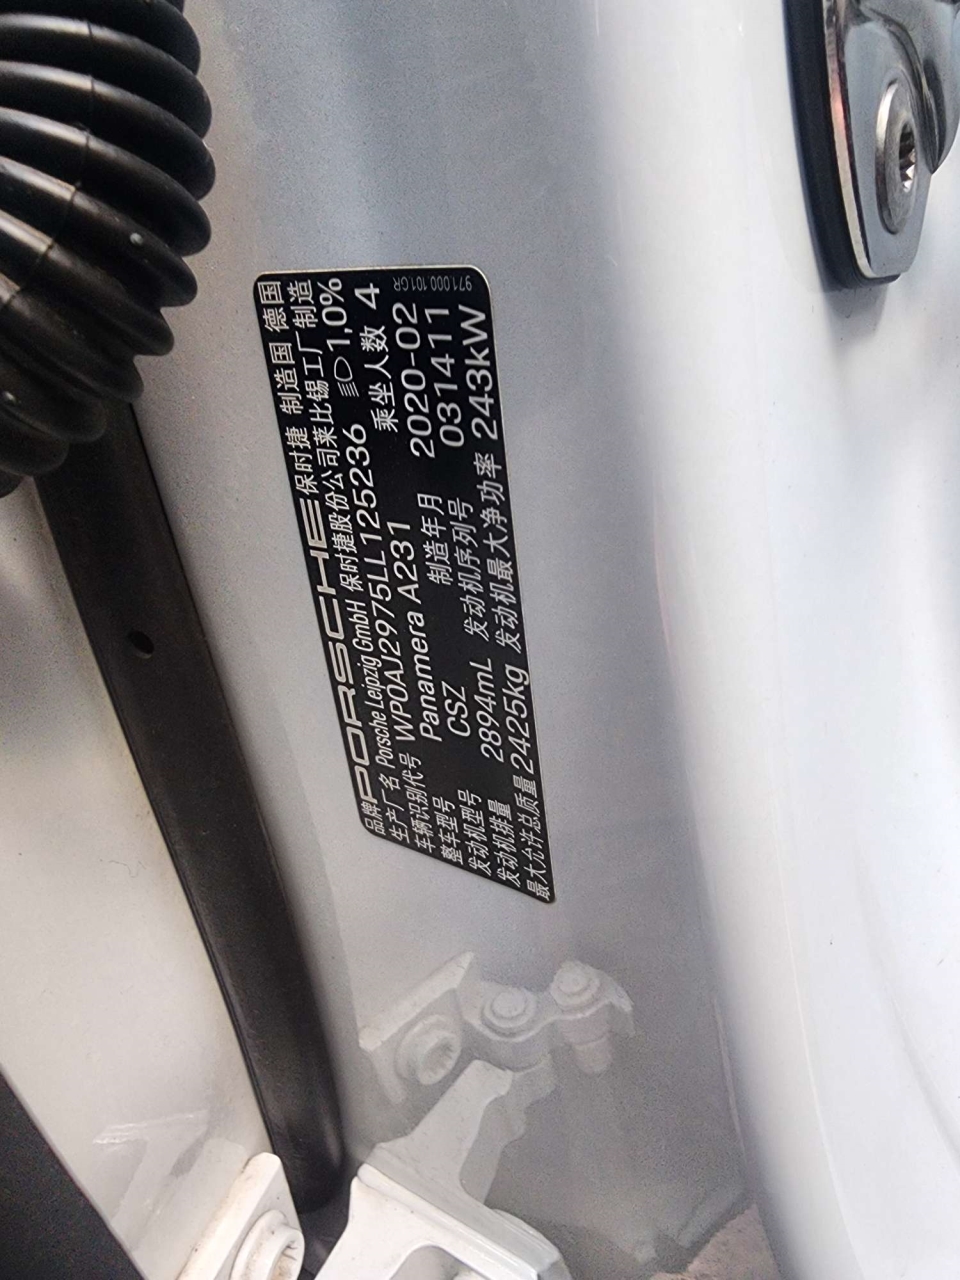 品牌 PORSCHE 保时捷 制造国 德国
生产厂名 Porsche Leipzig GmbH 保时捷股份公司莱比锡工厂制造
车辆识别代号 WP0AJ2975LL125236 1,0%
整车型号 Panamera A231 乘坐人数 4
发动机型号 CSZ 制造年月 2020-02
发动机排量 2894mL 发动机序列号 031411
最大允许总质量 2425kg 发动机最大净功率 243kW
971.000.101.GR